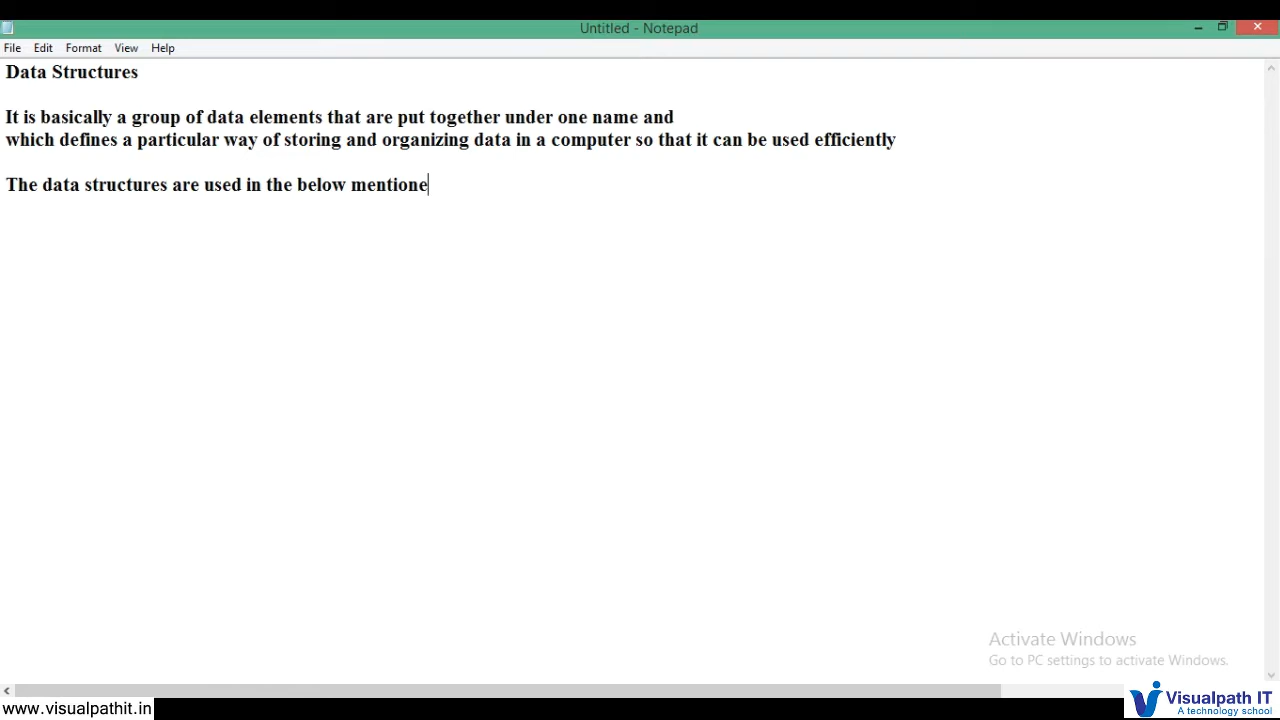 Untitled - Notepad
File Edit Format View Help
Data Structures
It is basically a group of data elements that are put together under one name and
which defines a particular way of storing and organizing data in a computer so that it can be used efficiently
The data structures are used in the below mentione
Activate Windows
Go to PC settings to activate Windows.
www.visualpathit.in
Visualpath IT
A technology school